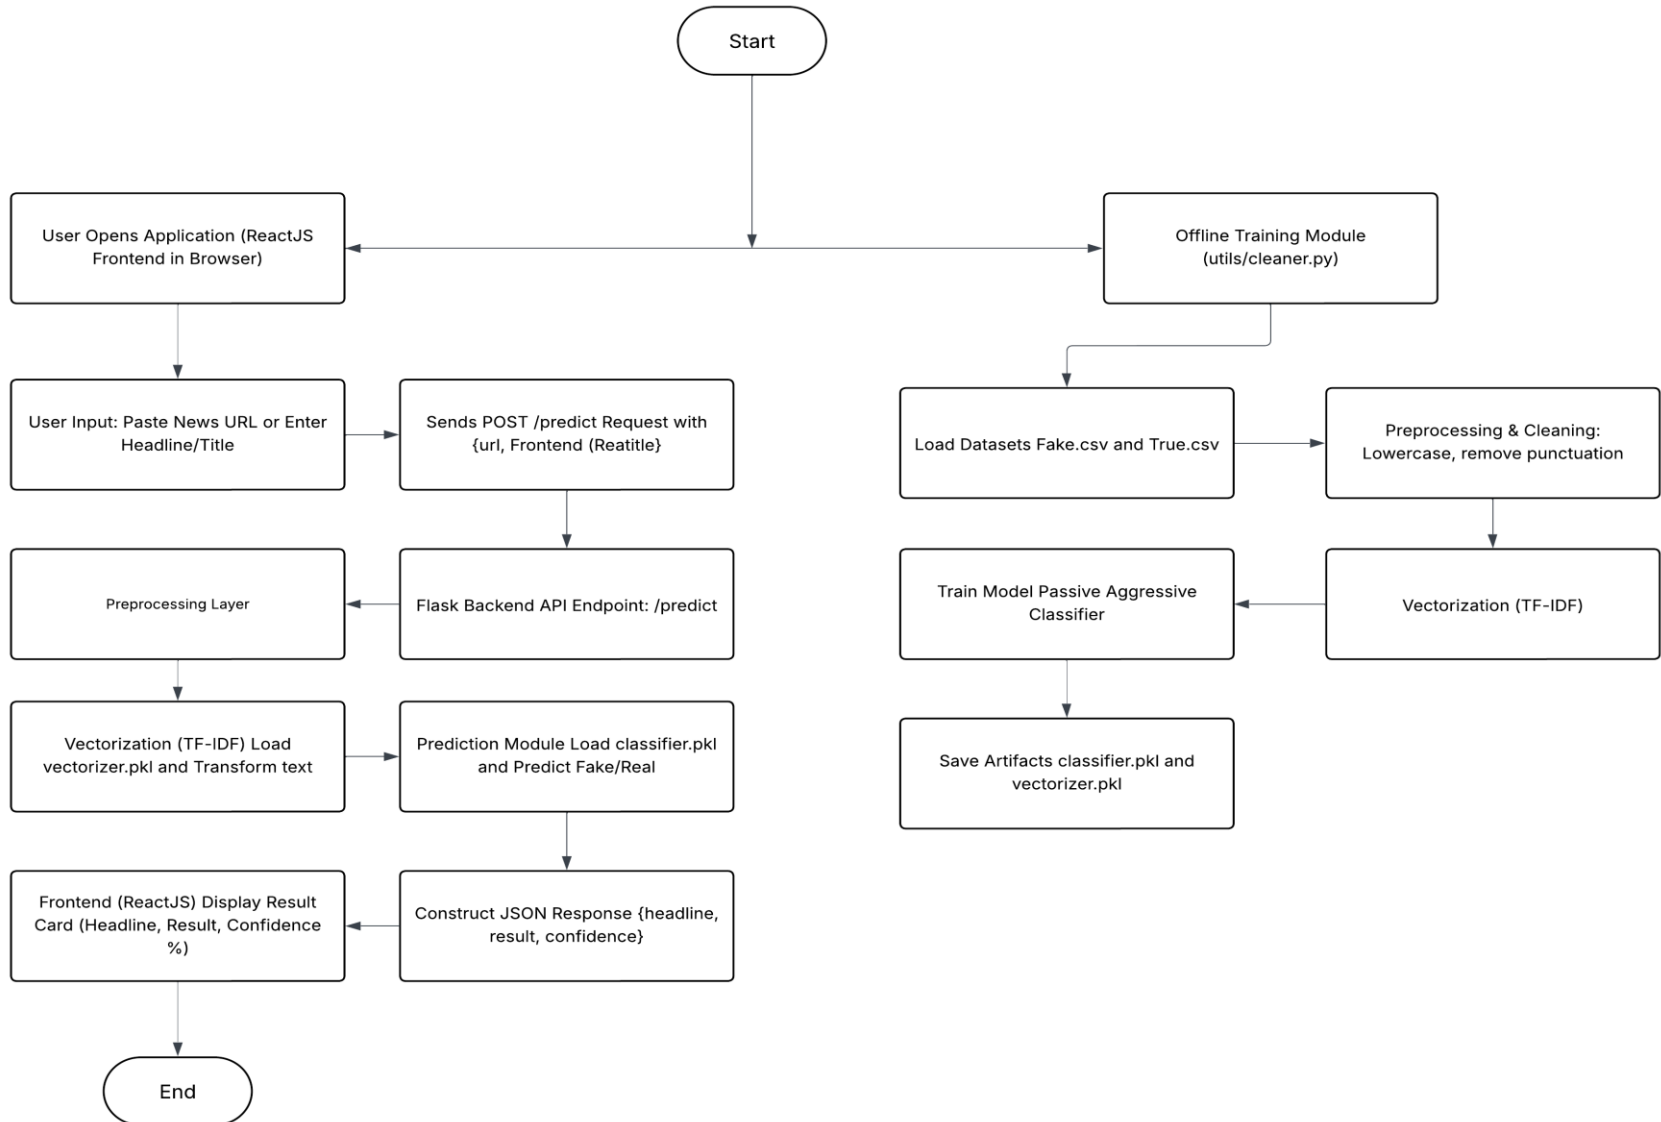 Start
User Opens Application (ReactJS
Frontend in Browser)
Offline Training Module
(utils/cleaner.py)
User Input: Paste News URL or Enter
Headline/Title
Sends POST /predict Request with
{url, Frontend (Reatitle}
Load Datasets Fake.csv and True.csv
Preprocessing & Cleaning:
Lowercase, remove punctuation
Preprocessing Layer
Flask Backend API Endpoint: /predict
Train Model Passive Aggressive
Classifier
Vectorization (TF-IDF)
Vectorization (TF-IDF) Load
vectorizer.pkl and Transform text
Prediction Module Load classifier.pkl
and Predict Fake/Real
Save Artifacts classifier.pkl and
vectorizer.pkl
Frontend (ReactJS) Display Result
Card (Headline, Result, Confidence
%)
Construct JSON Response {headline,
result, confidence}
End